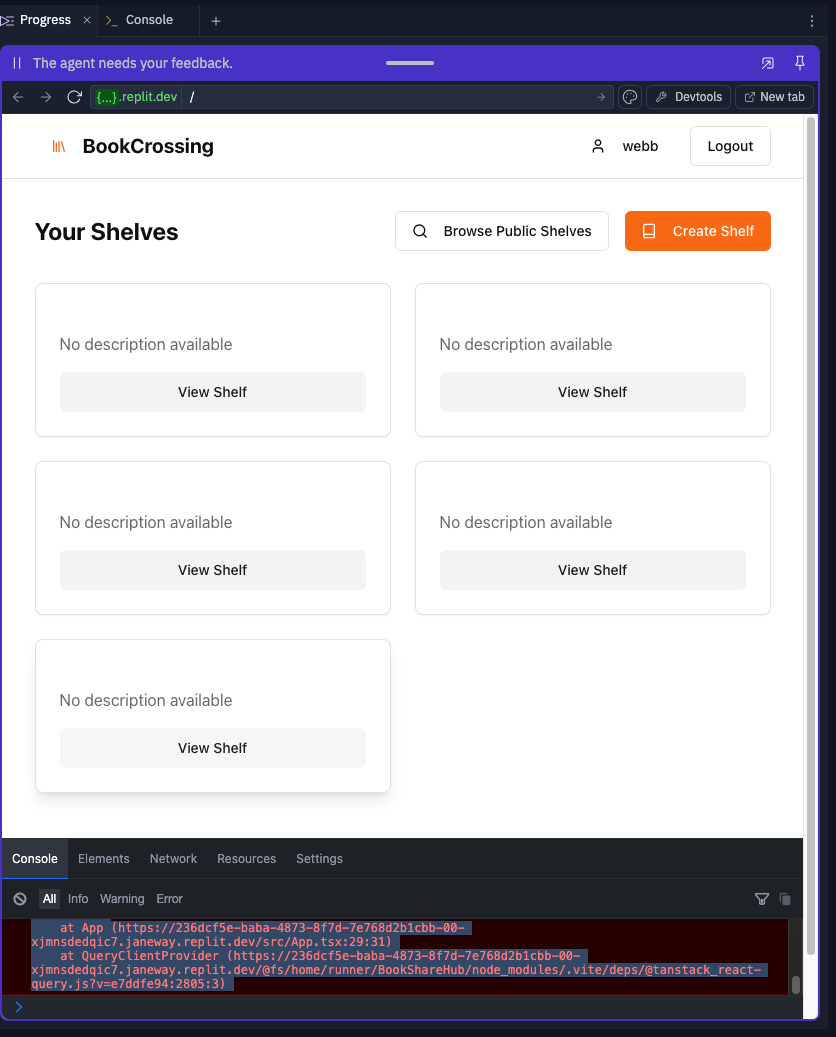 Progress × >_ Console +
The agent needs your feedback.
{...}.replit.dev / Devtools New tab
BookCrossing webb Logout
Your Shelves Browse Public Shelves Create Shelf
No description available No description available
View Shelf View Shelf
No description available No description available
View Shelf View Shelf
No description available
View Shelf
Console Elements Network Resources Settings
All Info Warning Error
at App (https://236dcf5e-baba-4873-8f7d-7e768d2b1cbb-00-
xjmnsdedqic7.janeway.replit.dev/src/App.tsx:29:31)
at QueryClientProvider (https://236dcf5e-baba-4873-8f7d-7e768d2b1cbb-00-
xjmnsdedqic7.janeway.replit.dev/@fs/home/runner/BookShareHub/node_modules/.vite/deps/@tanstack_react-
query.js?v=e7ddfe94:2805:3)
>